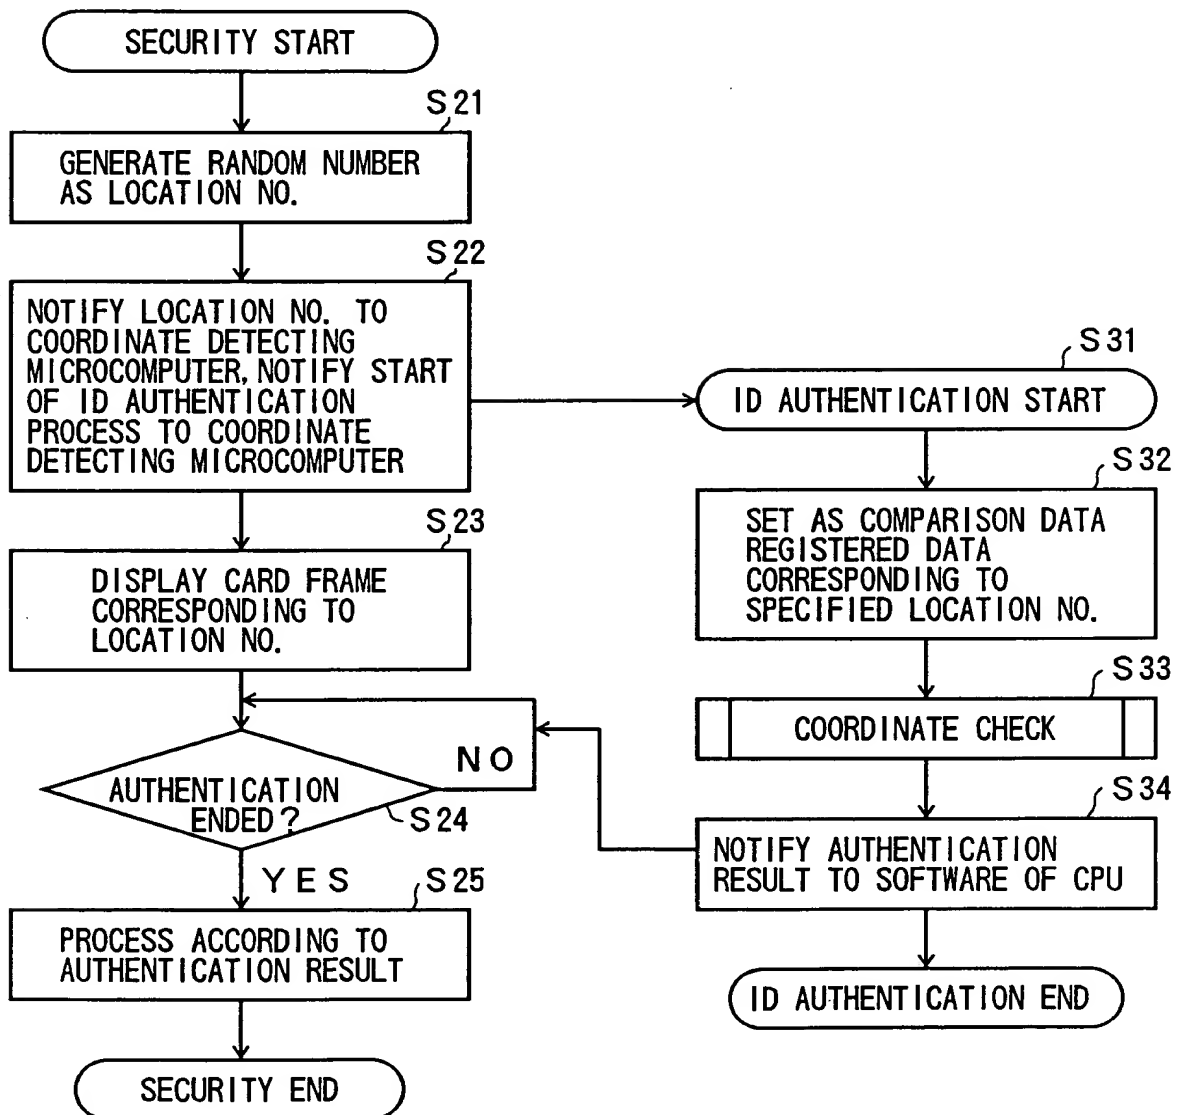 SECURITY START
S21
GENERATE RANDOM NUMBER
AS LOCATION NO.
S22
NOTIFY LOCATION NO. TO
COORDINATE DETECTING
MICROCOMPUTER, NOTIFY START
OF ID AUTHENTICATION
PROCESS TO COORDINATE
DETECTING MICROCOMPUTER
S23
DISPLAY CARD FRAME
CORRESPONDING TO
LOCATION NO.
NO
AUTHENTICATION
ENDED?
S24
YES
S25
PROCESS ACCORDING TO
AUTHENTICATION RESULT
SECURITY END
S31
ID AUTHENTICATION START
S32
SET AS COMPARISON DATA
REGISTERED DATA
CORRESPONDING TO
SPECIFIED LOCATION NO.
S33
COORDINATE CHECK
S34
NOTIFY AUTHENTICATION
RESULT TO SOFTWARE OF CPU
ID AUTHENTICATION END